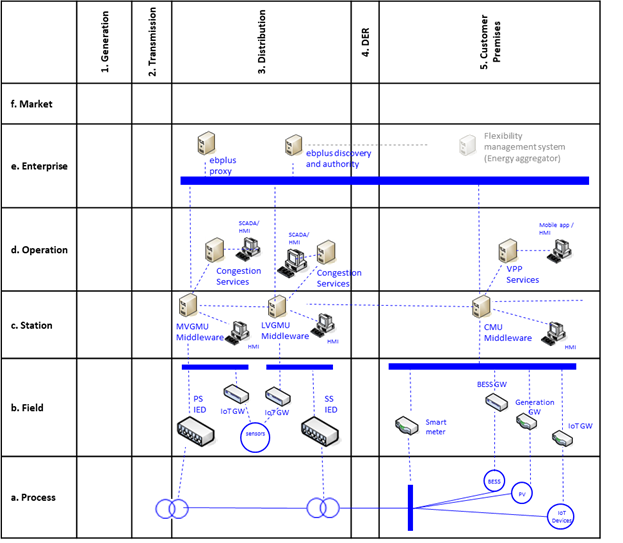 1. Generation
2. Transmission
3. Distribution
4. DER
5. Customer
Premises
f. Market
e. Enterprise
ebplus
proxy
ebplus discovery
and authority
Flexibility
management system
(Energy aggregator)
d. Operation
SCADA/
HMI
Congestion
Services
SCADA/
HMI
Congestion
Services
Mobile app /
HMI
VPP
Services
c. Station
MVGMU
Middleware
HMI
LVGMU
Middleware
HMI
CMU
Middleware
HMI
b. Field
PS
IED
IoT GW
IoT GW
sensors
SS
IED
Smart
meter
BESS GW
Generation
GW
IoT GW
a. Process
BESS
PV
IoT
Devices